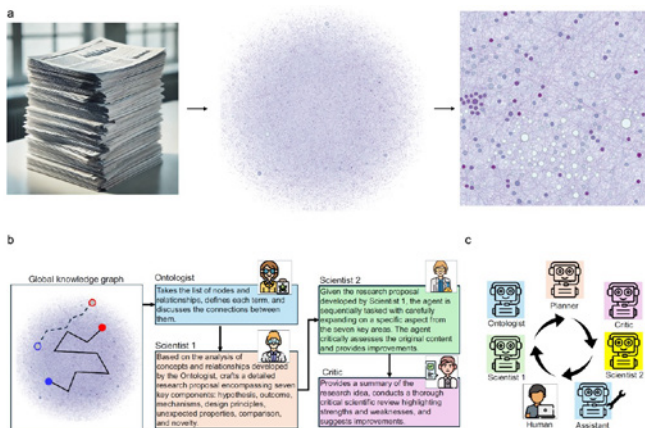 a
b
Global knowledge graph
Ontologist
Takes the list of nodes and
relationships, defines each term, and
discusses the connections between
them.
Scientist 1
Based on the analysis of
concepts and relationships developed
by the Ontologist, crafts a detailed
research proposal encompassing seven
key components: hypothesis, outcome,
mechanisms, design principles,
unexpected properties, comparison,
and novelty.
Scientist 2
Given the research proposal
developed by Scientist 1, the agent is
sequentially tasked with carefully
expanding on a specific aspect from
the seven key areas. The agent
critically assesses the original content
and provides improvements.
Critic
Provides a summary of the
research idea, conducts a thorough
critical scientific review highlighting
strengths and weaknesses, and
suggests improvements.
c
Planner
Ontologist
Critic
Scientist 1
Scientist 2
Human
Assistant